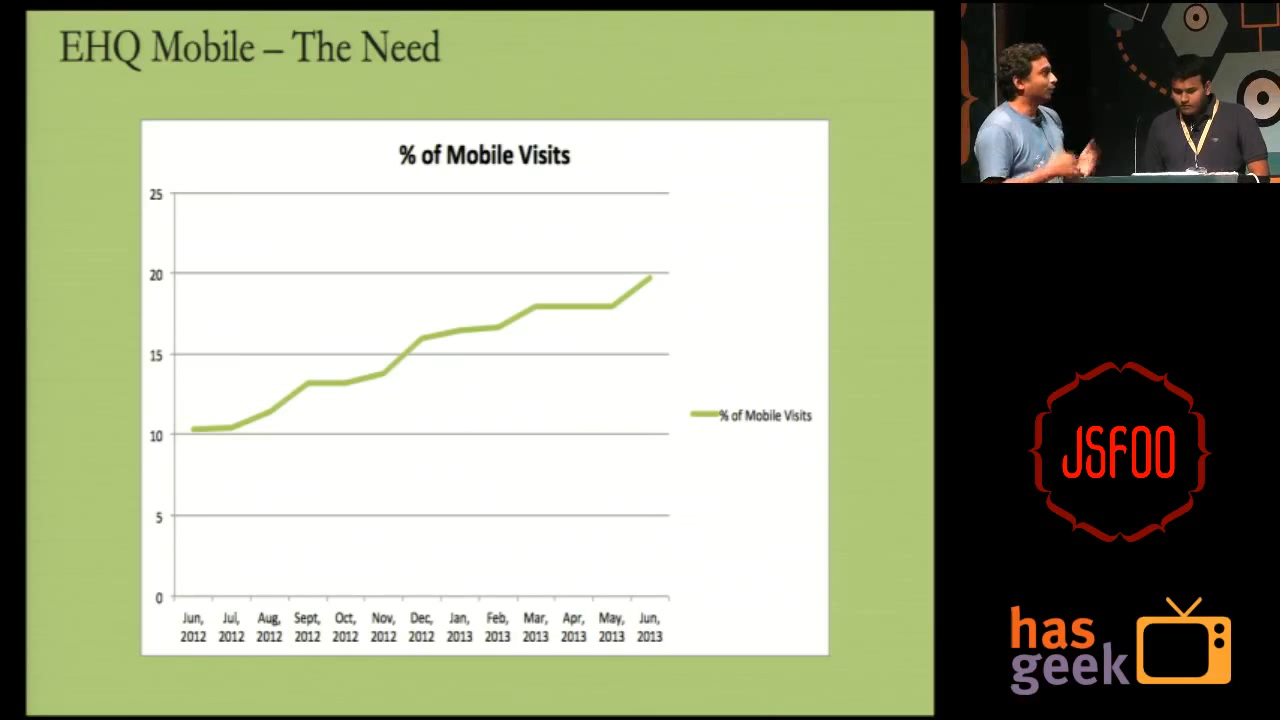 EHQ Mobile – The Need
% of Mobile Visits
25
20
15
10
5
0
Jun, 2012
Jul, 2012
Aug, 2012
Sept, 2012
Oct, 2012
Nov, 2012
Dec, 2012
Jan, 2013
Feb, 2013
Mar, 2013
Apr, 2013
May, 2013
Jun, 2013
% of Mobile Visits
JSFOO
has
geek